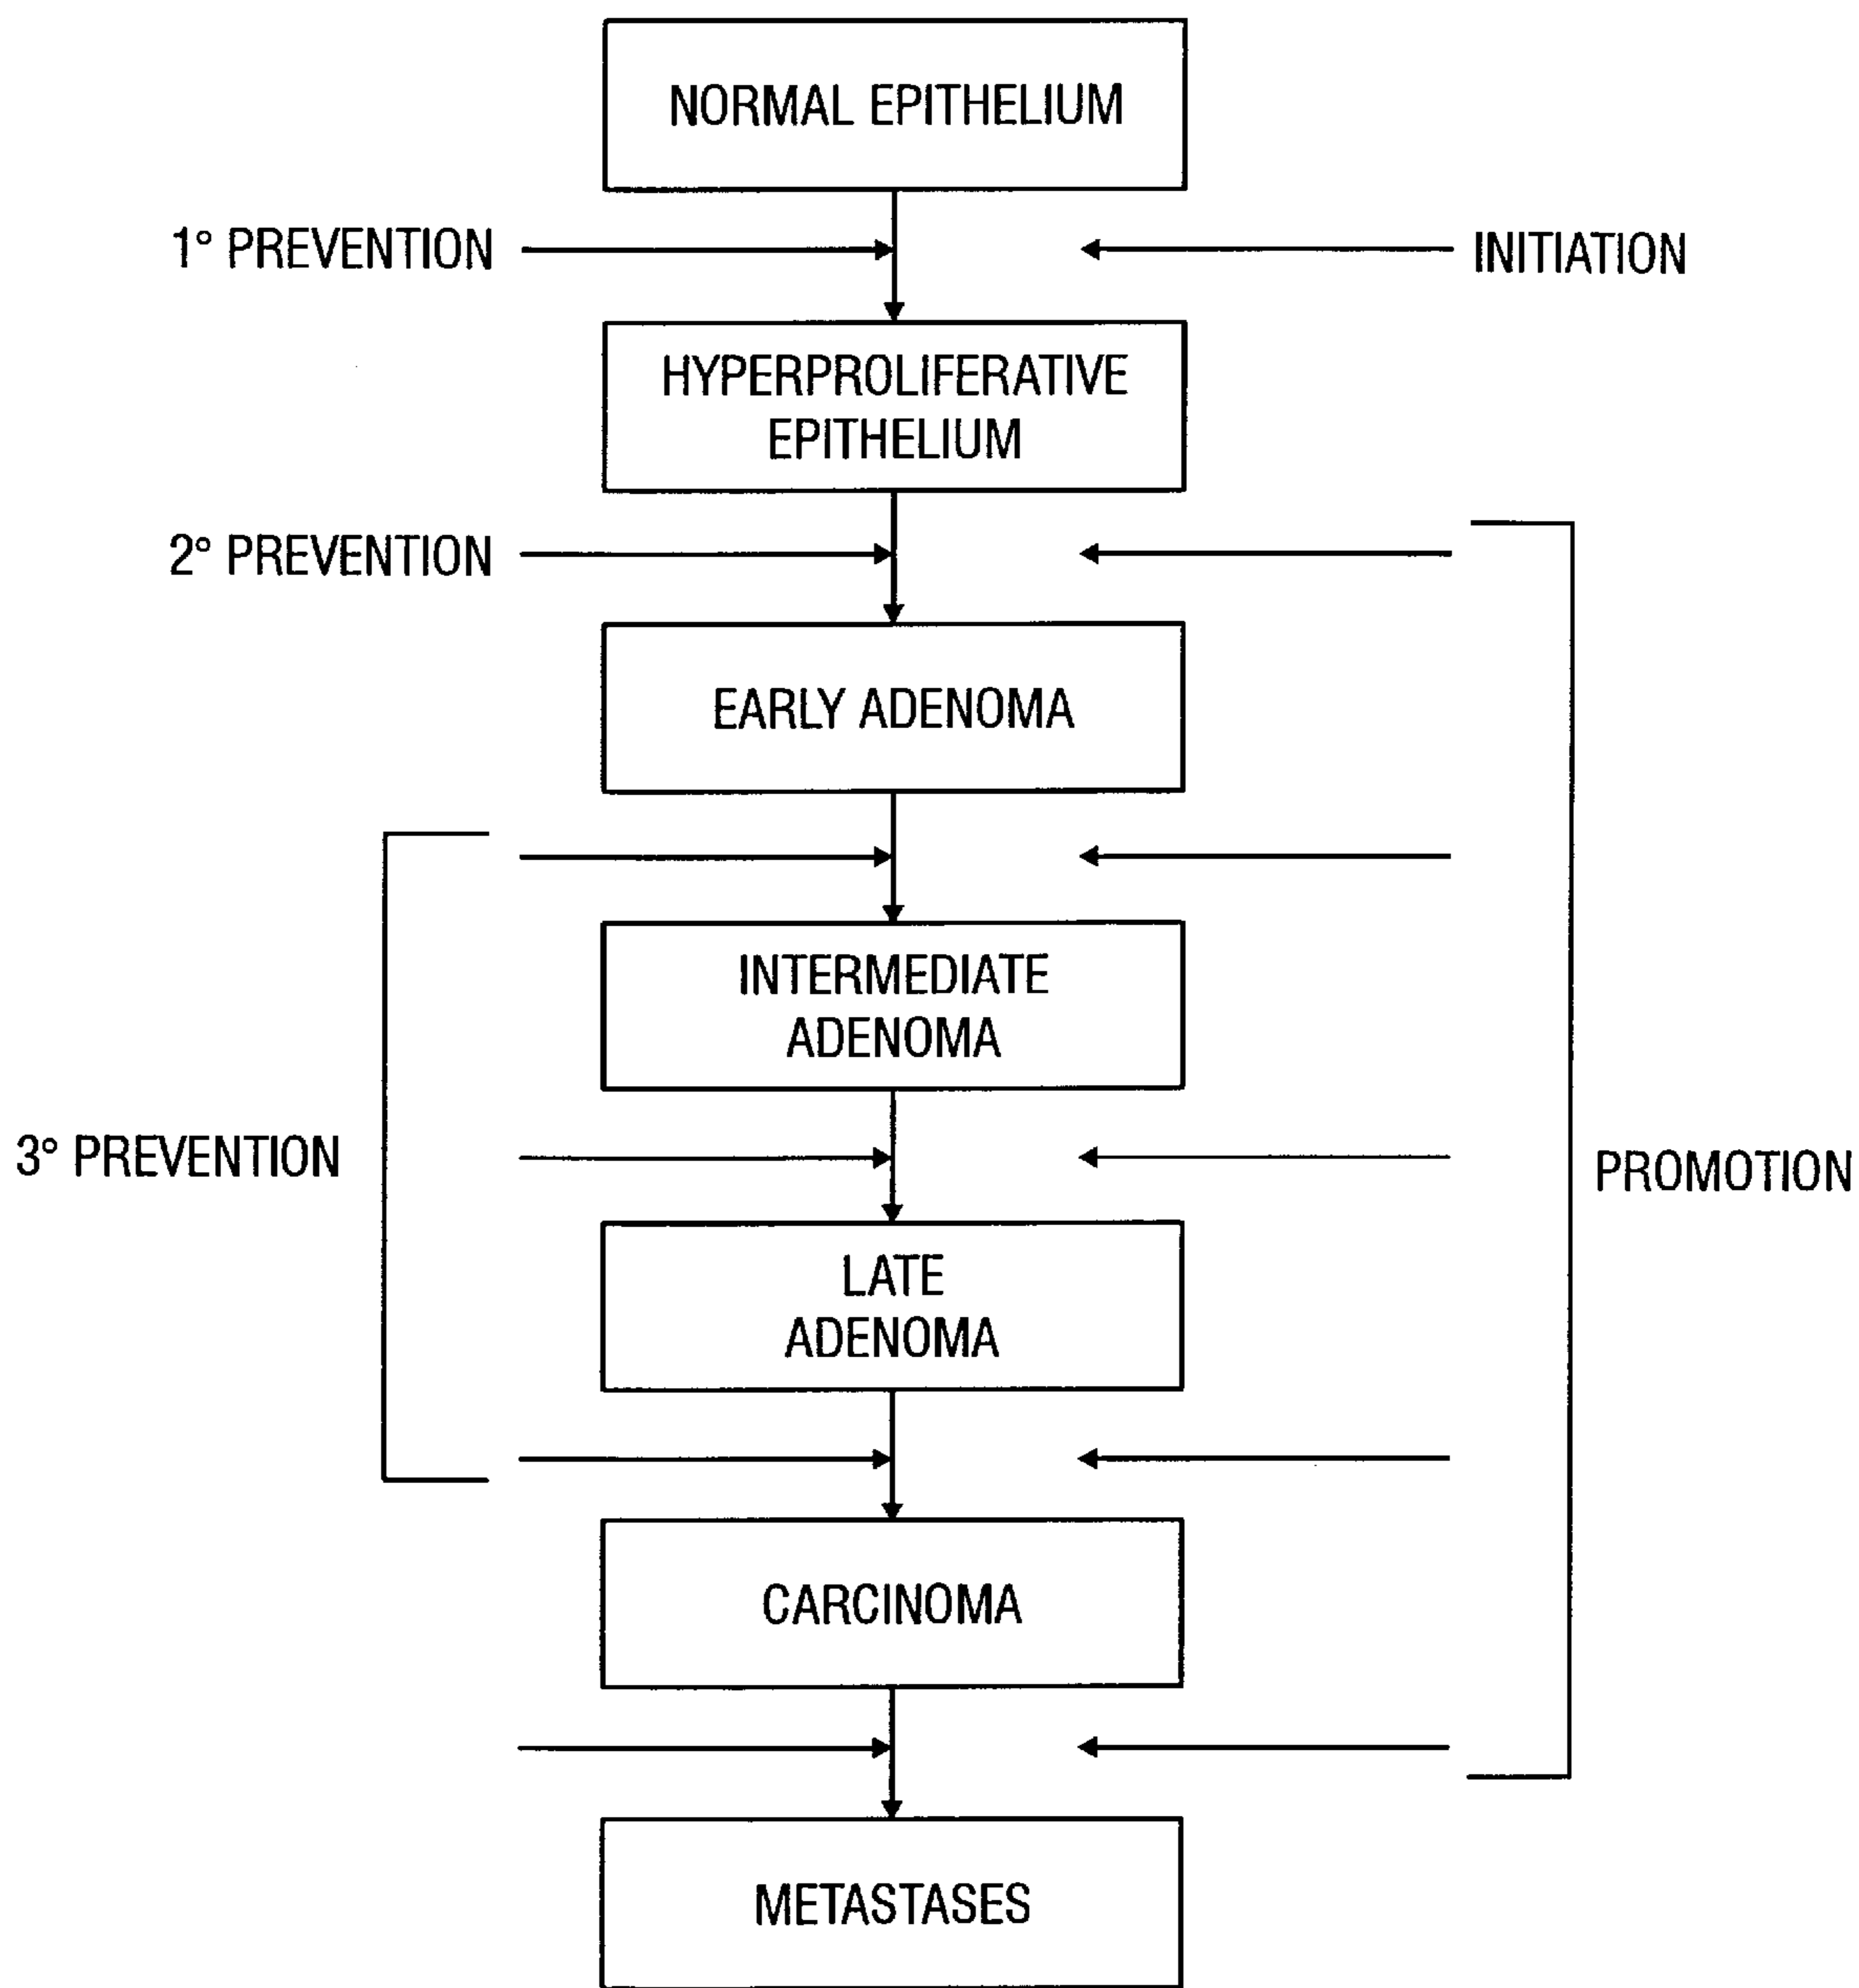 NORMAL EPITHELIUM
1° PREVENTION
INITIATION
HYPERPROLIFERATIVE
EPITHELIUM
2° PREVENTION
EARLY ADENOMA
INTERMEDIATE
ADENOMA
3° PREVENTION
PROMOTION
LATE
ADENOMA
CARCINOMA
METASTASES